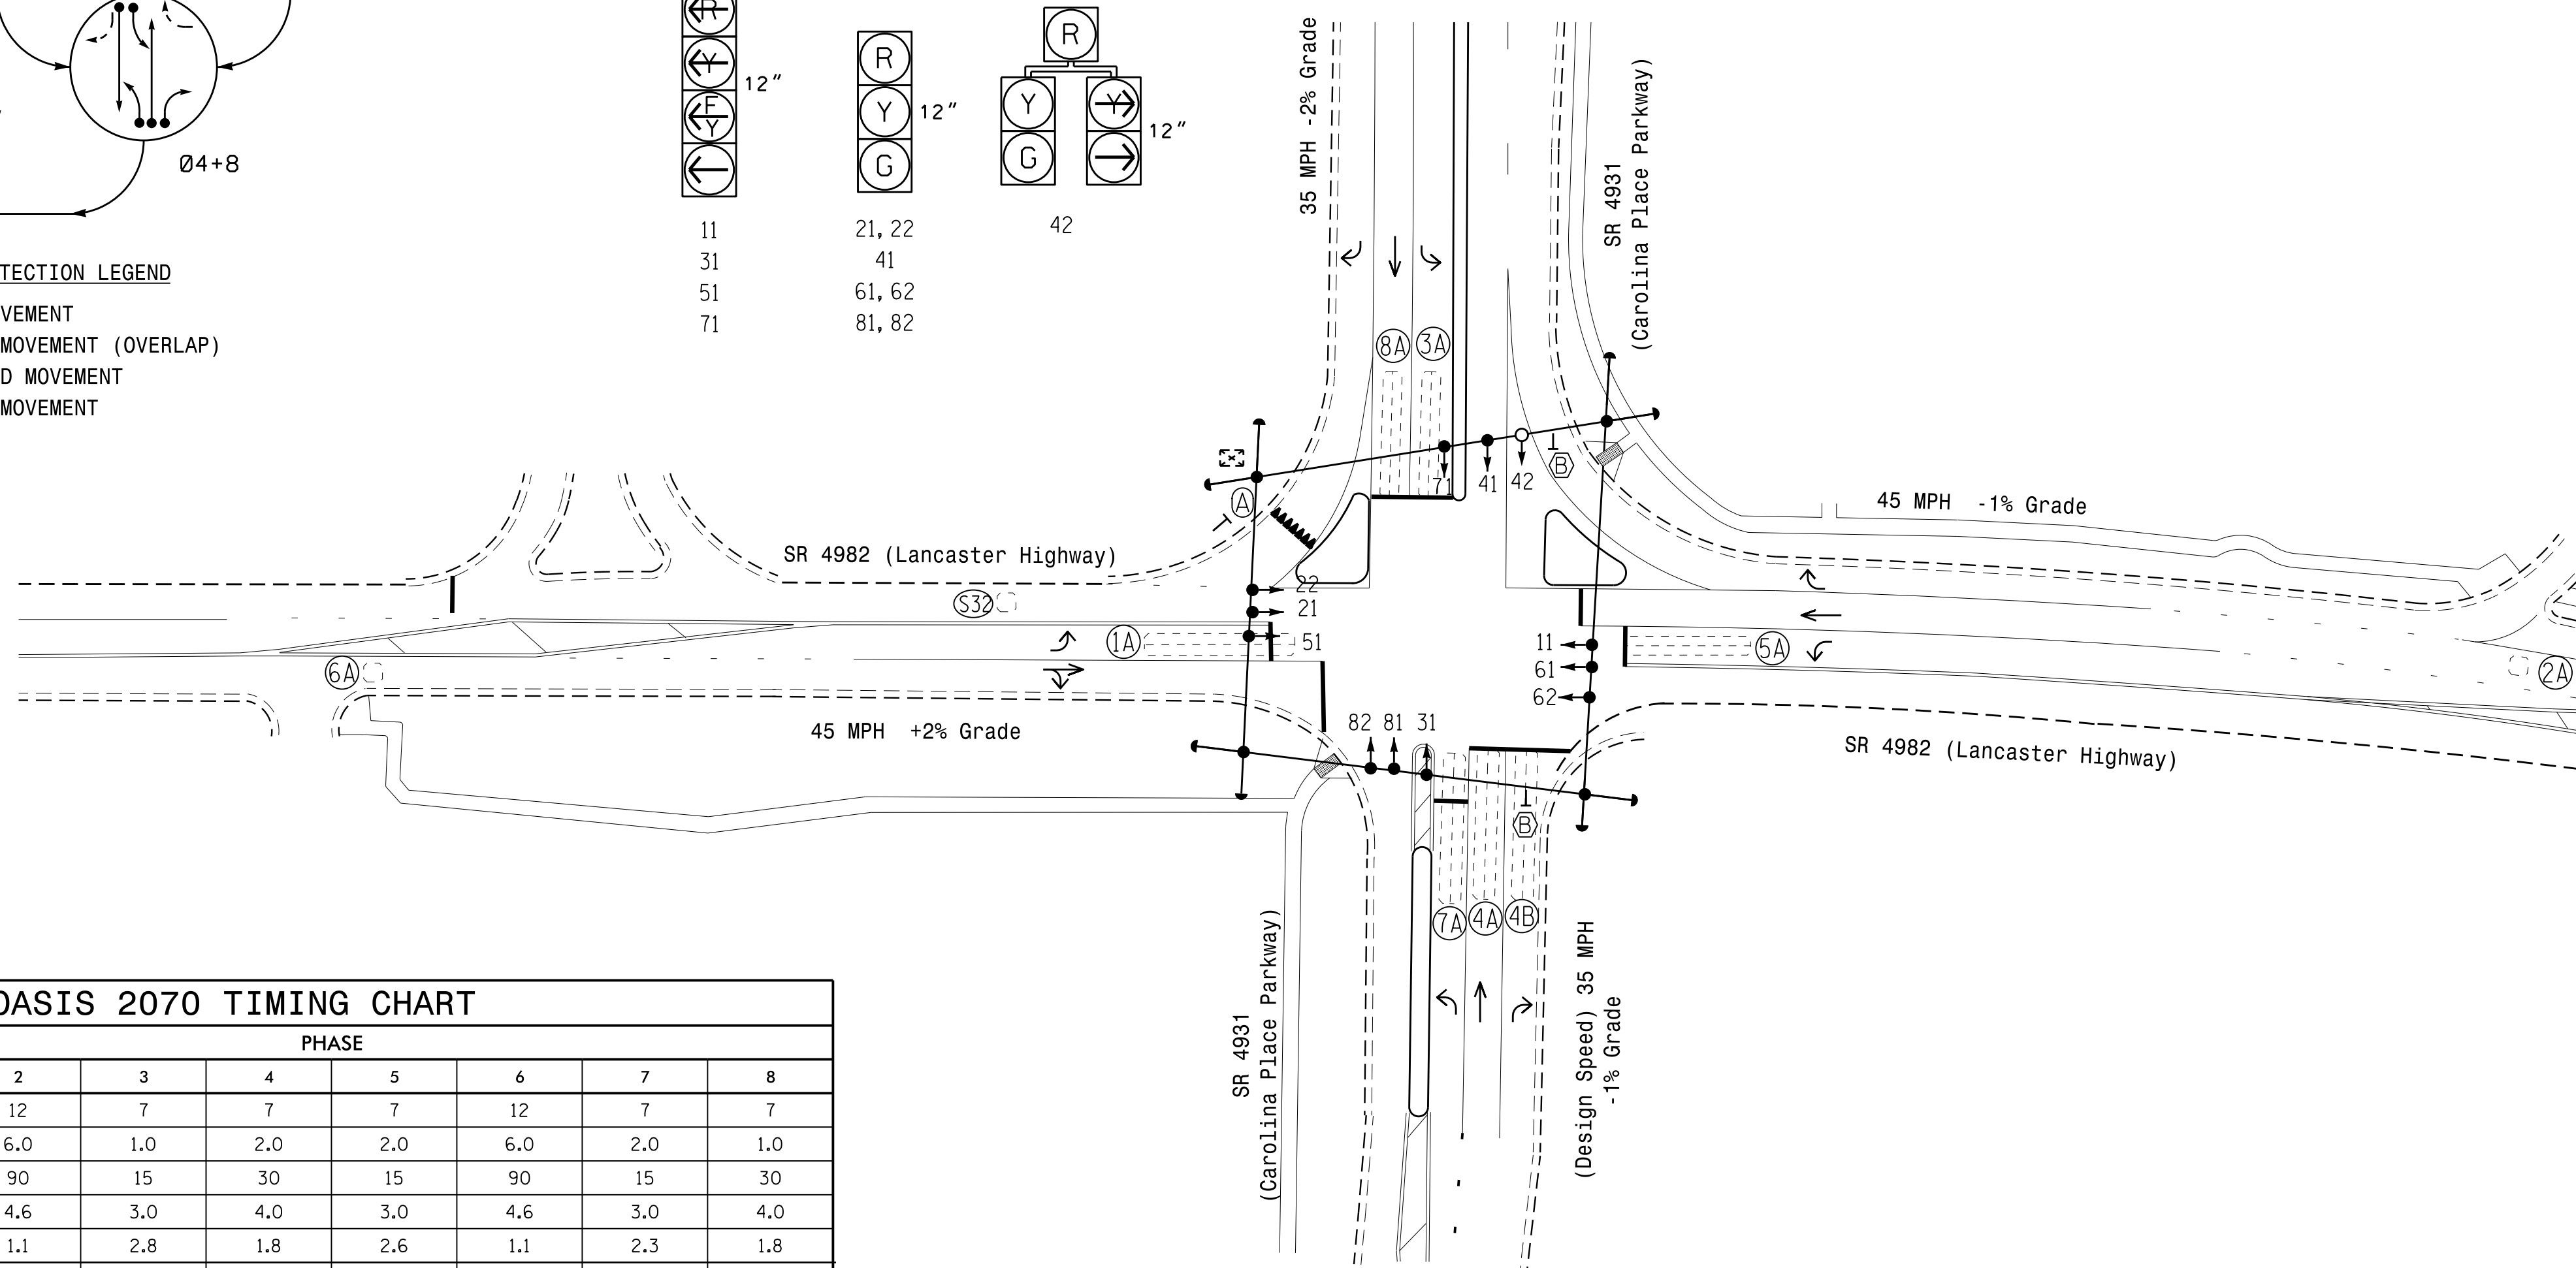 Ø4+8
R
Y
F
Y
12"
11
31
51
71
R
Y
G
12"
21, 22
41
61, 62
81, 82
R
Y
Y
G
12"
42
TECTION LEGEND
VEMENT
MOVEMENT (OVERLAP)
D MOVEMENT
MOVEMENT
35 MPH -2% Grade
SR 4931
(Carolina Place Parkway)
8A
3A
71
41
42
B
A
45 MPH -1% Grade
SR 4982 (Lancaster Highway)
S32
22
21
1A
51
6A
11
61
62
5A
2A
45 MPH +2% Grade
82
81
31
SR 4982 (Lancaster Highway)
B
7A
4A
4B
SR 4931
(Carolina Place Parkway)
(Design Speed) 35 MPH
-1% Grade
OASIS 2070 TIMING CHART
PHASE
2 3 4 5 6 7 8
12 7 7 7 12 7 7
6.0 1.0 2.0 2.0 6.0 2.0 1.0
90 15 30 15 90 15 30
4.6 3.0 4.0 3.0 4.6 3.0 4.0
1.1 2.8 1.8 2.6 1.1 2.3 1.8